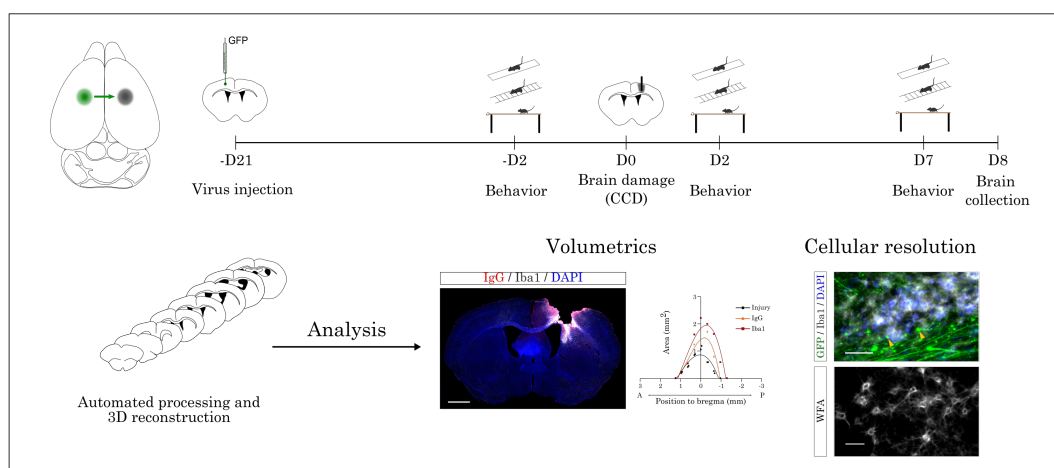 GFP
-D21
-D2
D0
D2
D7
D8
Virus injection
Behavior
Brain damage
(CCD)
Behavior
Behavior
Brain
collection
Volumetrics
Cellular resolution
IgG / Iba1 / DAPI
Analysis
Automated processing and
3D reconstruction
Area (mm²)
3
2
1
Injury
IgG
Iba1
3 2 1 0 -1 -2 -3
A Position to bregma (mm) P
GFP / Iba1 / DAPI
WFA